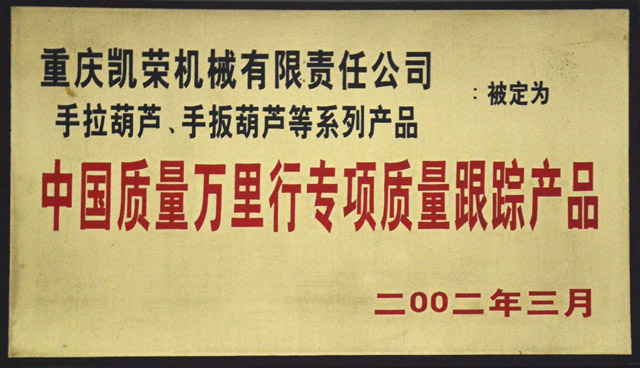 重庆凯荣机械有限责任公司
手拉葫芦、手扳葫芦等系列产品
:被定为
中国质量万里行专项质量跟踪产品
二00二年三月